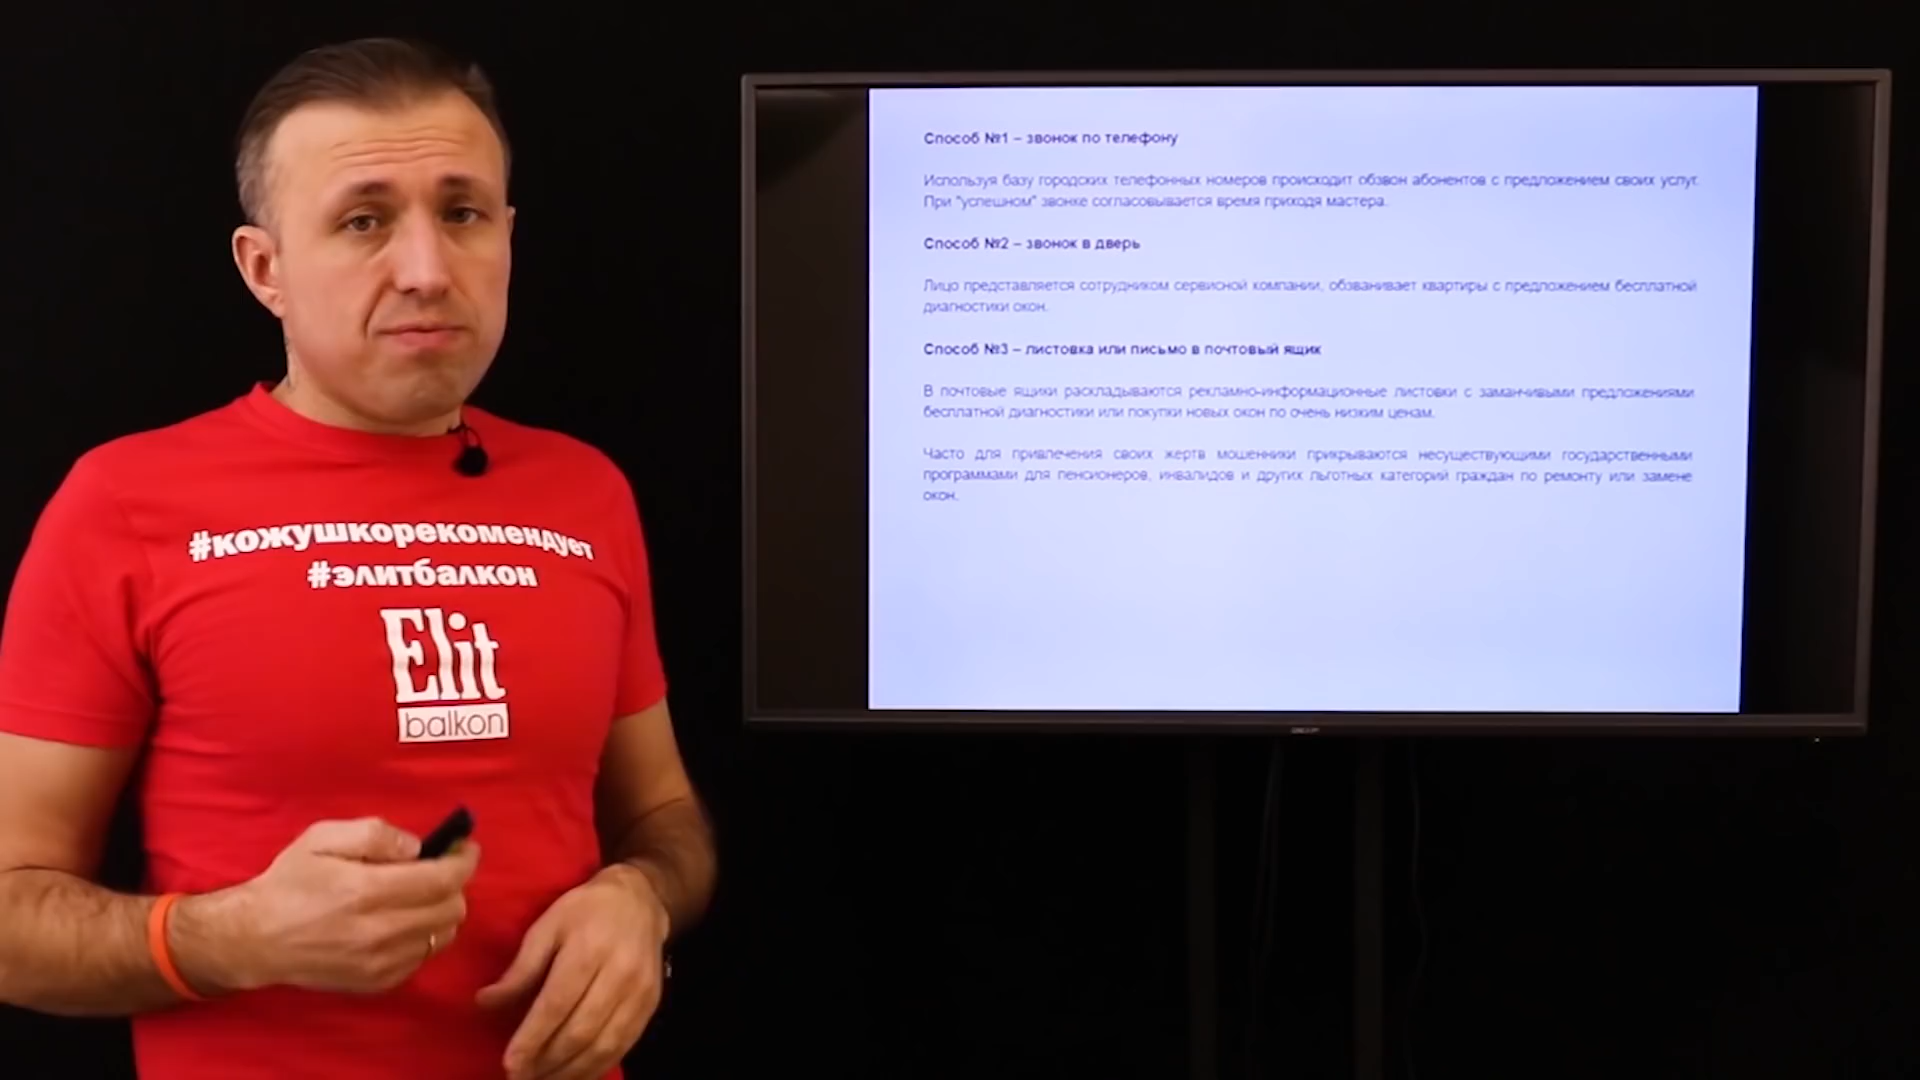 #кожушкорекомендует
#элитбалкон
Elit
balkon
Способ №1 – звонок по телефону
Используя базу городских телефонных номеров происходит обзвон абонентов с предложением своих услуг.
При "успешном" звонке согласовывается время прихода мастера.
Способ №2 – звонок в дверь
Лицо представляется сотрудником сервисной компании, обзванивает квартиры с предложением бесплатной
диагностики окон.
Способ №3 – листовка или письмо в почтовый ящик
В почтовые ящики раскладываются рекламно-информационные листовки с заманчивыми предложениями
бесплатной диагностики или покупки новых окон по очень низким ценам.
Часто для привлечения своих жертв мошенники прикрываются несуществующими государственными
программами для пенсионеров, инвалидов и других льготных категорий граждан по ремонту или замене
окон.